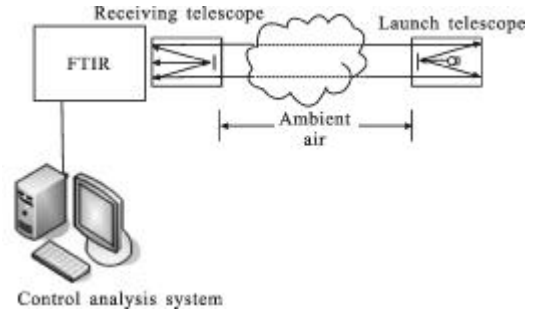 Receiving telescope
Launch telescope
FTIR
Ambient
air
Control analysis system